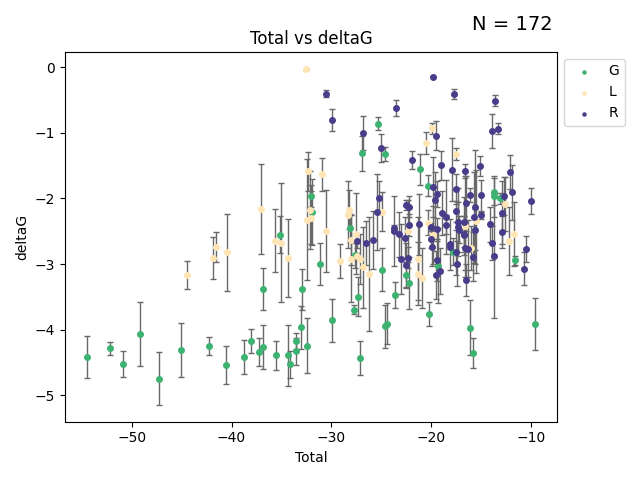 N = 172
Total vs deltaG
G
L
R
0
−1
−2
−3
−4
−5
deltaG
−50 −40 −30 −20 −10
Total